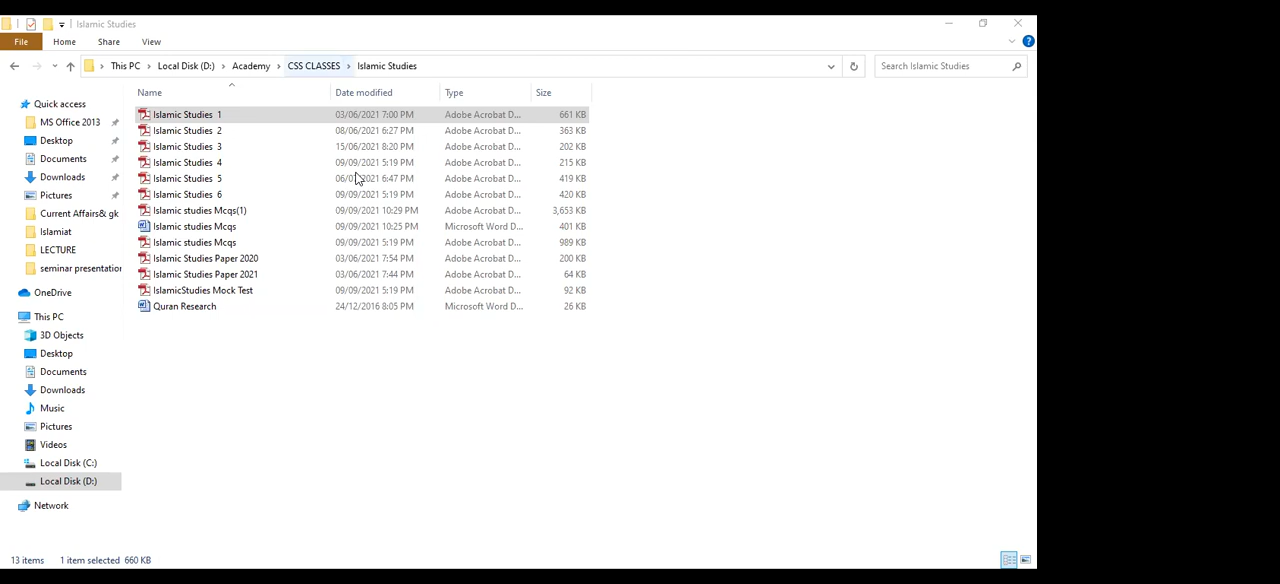 Islamic Studies
File Home Share View
This PC Local Disk (D:) Academy CSS CLASSES Islamic Studies
Search Islamic Studies
Name Date modified Type Size
Quick access
MS Office 2013
Desktop
Documents
Downloads
Pictures
Current Affairs& gk
Islamiat
LECTURE
seminar presentation
OneDrive
This PC
3D Objects
Desktop
Documents
Downloads
Music
Pictures
Videos
Local Disk (C:)
Local Disk (D:)
Network
Islamic Studies 1 03/06/2021 7:00 PM Adobe Acrobat D... 661 KB
Islamic Studies 2 08/06/2021 6:27 PM Adobe Acrobat D... 363 KB
Islamic Studies 3 15/06/2021 8:20 PM Adobe Acrobat D... 202 KB
Islamic Studies 4 09/09/2021 5:19 PM Adobe Acrobat D... 215 KB
Islamic Studies 5 2021 6:47 PM Adobe Acrobat D... 419 KB
Islamic Studies 6 09/09/2021 5:19 PM Adobe Acrobat D... 420 KB
Islamic studies Mcqs(1) 09/09/2021 10:29 PM Adobe Acrobat D... 3,653 KB
Islamic studies Mcqs 09/09/2021 10:25 PM Microsoft Word D... 401 KB
Islamic studies Mcqs 09/09/2021 5:19 PM Adobe Acrobat D... 989 KB
Islamic Studies Paper 2020 03/06/2021 7:54 PM Adobe Acrobat D... 200 KB
Islamic Studies Paper 2021 03/06/2021 7:44 PM Adobe Acrobat D... 64 KB
IslamicStudies Mock Test 09/09/2021 5:19 PM Adobe Acrobat D... 92 KB
Quran Research 24/12/2016 8:05 PM Microsoft Word D... 26 KB
13 items 1 item selected 660 KB